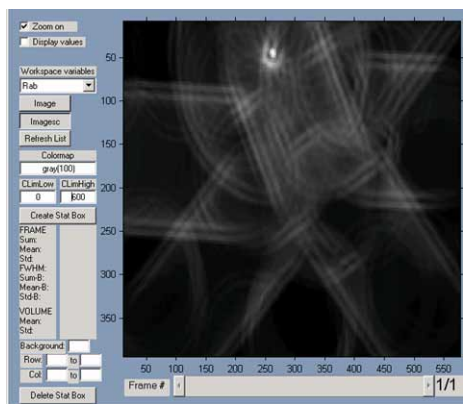 Zoom on
Display values
Workspace variables
Rab
Image
Imagesc
Refresh List
Colormap
gray(100)
CLimLow CLimHigh
0 600
Create Stat Box
FRAME
Sum:
Mean:
Std:
FWHM:
Sum-B:
Mean-B:
Std-B:
VOLUME
Mean:
Std:
Background:
Row: to
Col: to
Delete Stat Box
50
100
150
200
250
300
350
50 100 150 200 250 300 350 400 450 500 550
Frame # 1/1